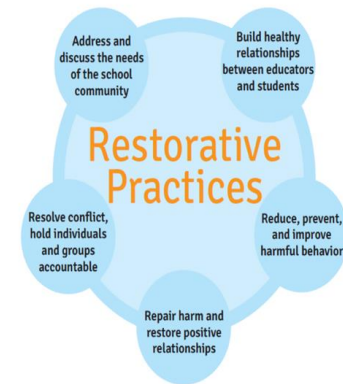 Address and
discuss the needs
of the school
community
Build healthy
relationships
between educators
and students
Restorative
Practices
Resolve conflict,
hold individuals
and groups
accountable
Reduce, prevent,
and improve
harmful behavior
Repair harm and
restore positive
relationships